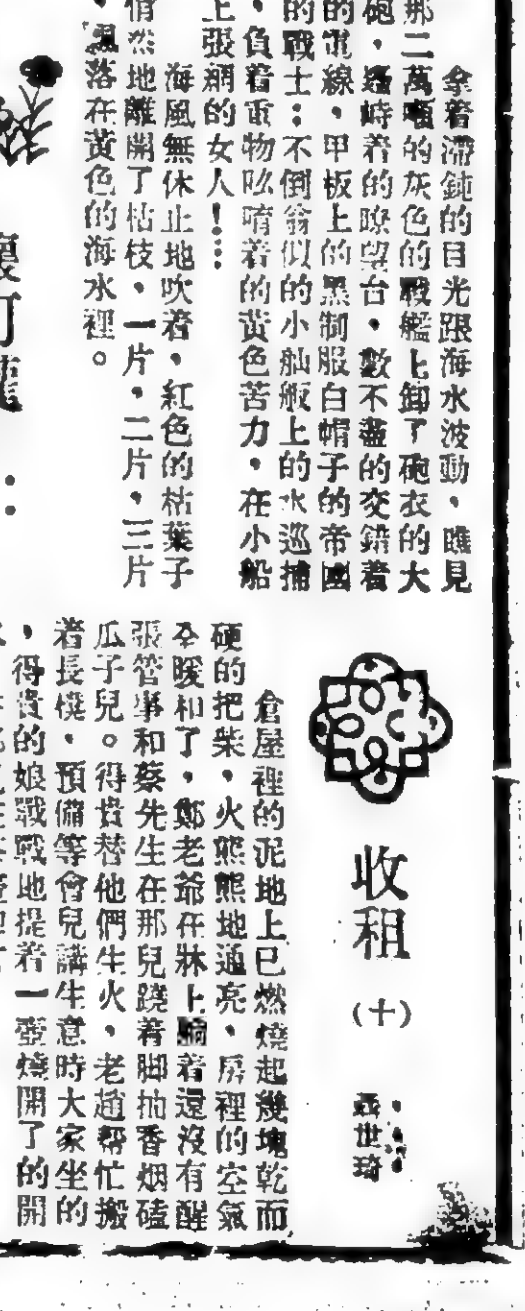 拿着滯鈍的目光跟海水波動，瞧見
那二萬噸的灰色的戰艦上卸了砲衣的大
砲，矗峙着的瞭望台，數不盡的交錯着
的電線，甲板上的黑制服白帽子的帝國
的戰士；不倒翁似的小舢舨上的水巡捕
，負着重物吆唷着的黃色苦力，在小船
上張網的女人！…
海風無休止地吹着，紅色的枯葉子
悄然地離開了枯枝，一片，二片，三片
，飄落在黃色的海水裡。
收租
(十)
聶世琦
倉屋裡的泥地上已燃燒起幾塊乾而
硬的把柴，火熊熊地通亮，房裡的空氣
全暖和了，鄭老爺在牀上躺着還沒有醒
張管事和蔡先生在那兒蹺着脚抽香烟磕
瓜子兒。得貴替他們生火，老趙幫忙搬
着長櫈，預備等會兒講生意時大家坐的
，得貴的娘戰戰地提着一壺燒開了的開